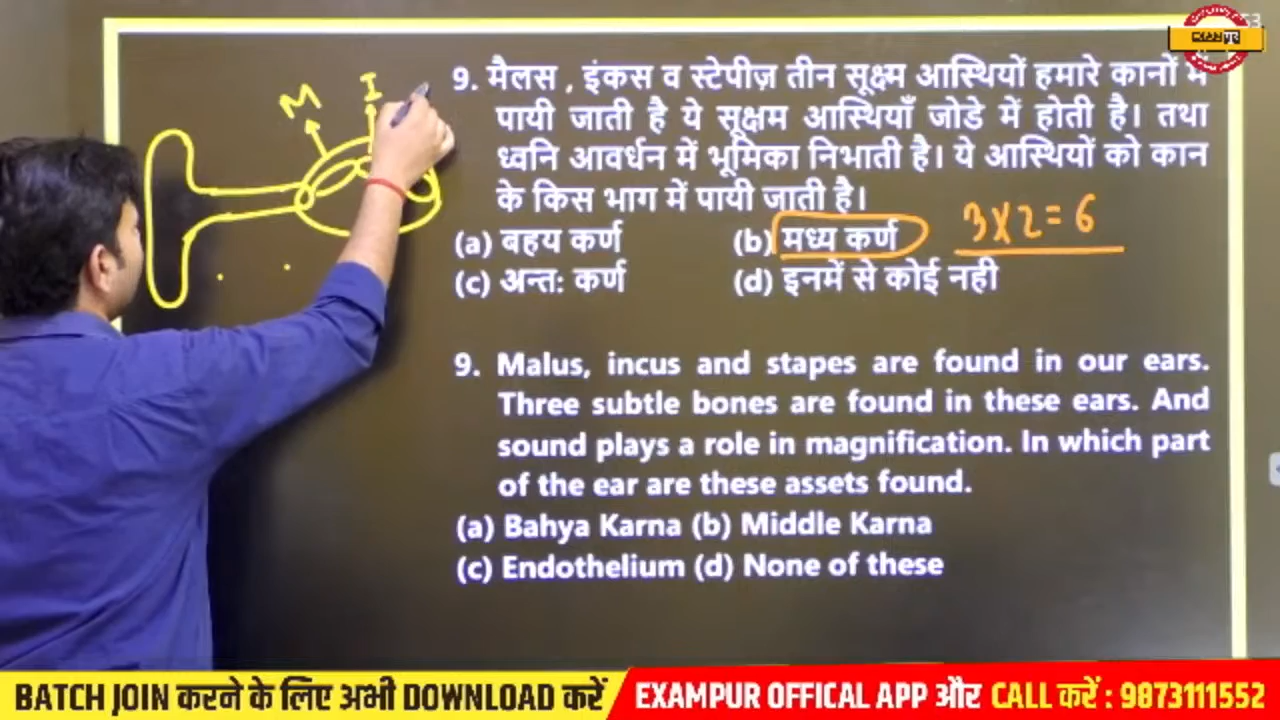 53
EXAMपुर
M I
9. मैलस , इंकस व स्टेपीज़ तीन सूक्ष्म आस्थियों हमारे कानों में
पायी जाती है ये सूक्षम आस्थियाँ जोडे में होती है। तथा
ध्वनि आवर्धन में भूमिका निभाती है। ये आस्थियों को कान
के किस भाग में पायी जाती है।
(a) बहय कर्ण (b) मध्य कर्ण 3x2=6
(c) अन्तः कर्ण (d) इनमें से कोई नही
9. Malus, incus and stapes are found in our ears.
Three subtle bones are found in these ears. And
sound plays a role in magnification. In which part
of the ear are these assets found.
(a) Bahya Karna (b) Middle Karna
(c) Endothelium (d) None of these
BATCH JOIN करने के लिए अभी DOWNLOAD करें EXAMPUR OFFICAL APP और CALL करें : 9873111552